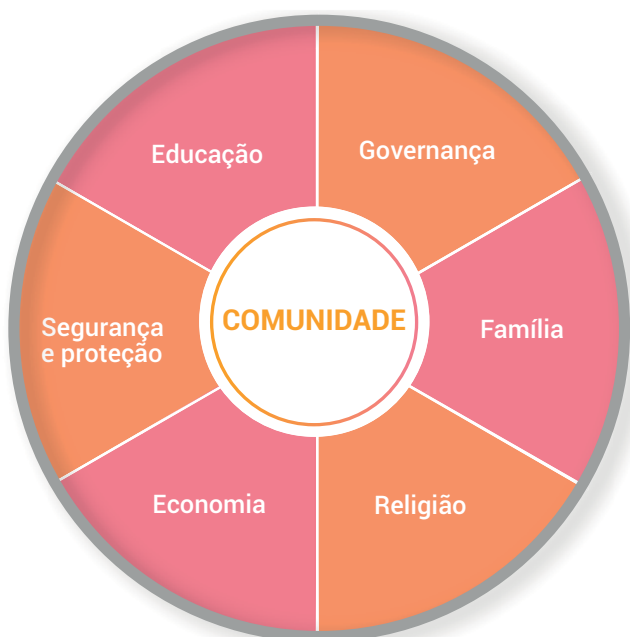 Educação
Governança
Segurança
e proteção
COMUNIDADE
Família
Economia
Religião